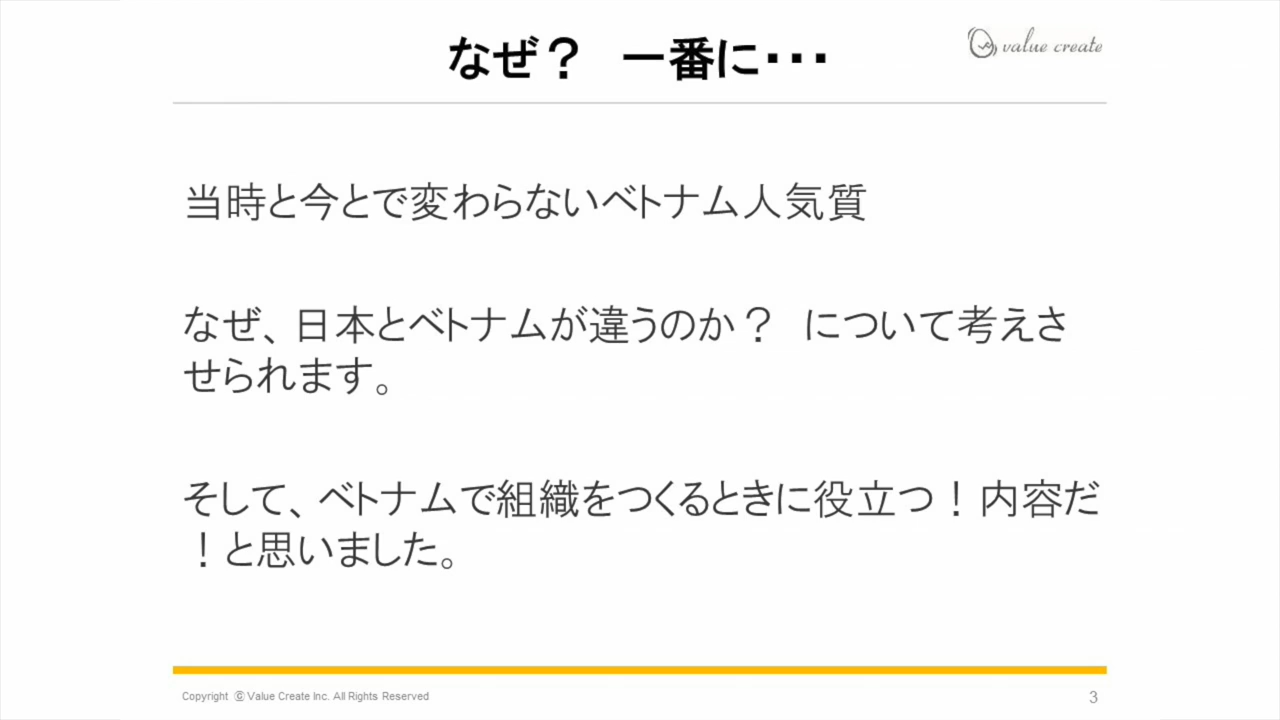 なぜ？　一番に・・・
value create
当時と今とで変わらないベトナム人気質
なぜ、日本とベトナムが違うのか？　について考えさ
せられます。
そして、ベトナムで組織をつくるときに役立つ！内容だ
！と思いました。
Copyright Ⓒ Value Create Inc. All Rights Reserved
3